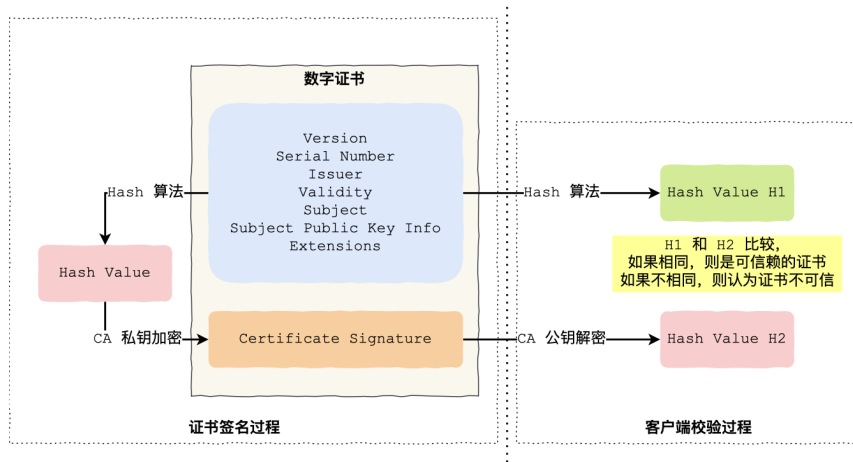 数字证书
Version
Serial Number
Issuer
Validity
Subject
Subject Public Key Info
Extensions
Hash 算法
Hash Value
CA 私钥加密
Certificate Signature
证书签名过程
Hash 算法
Hash Value H1
H1 和 H2 比较,
如果相同，则是可信赖的证书
如果不相同，则认为证书不可信
CA 公钥解密
Hash Value H2
客户端校验过程